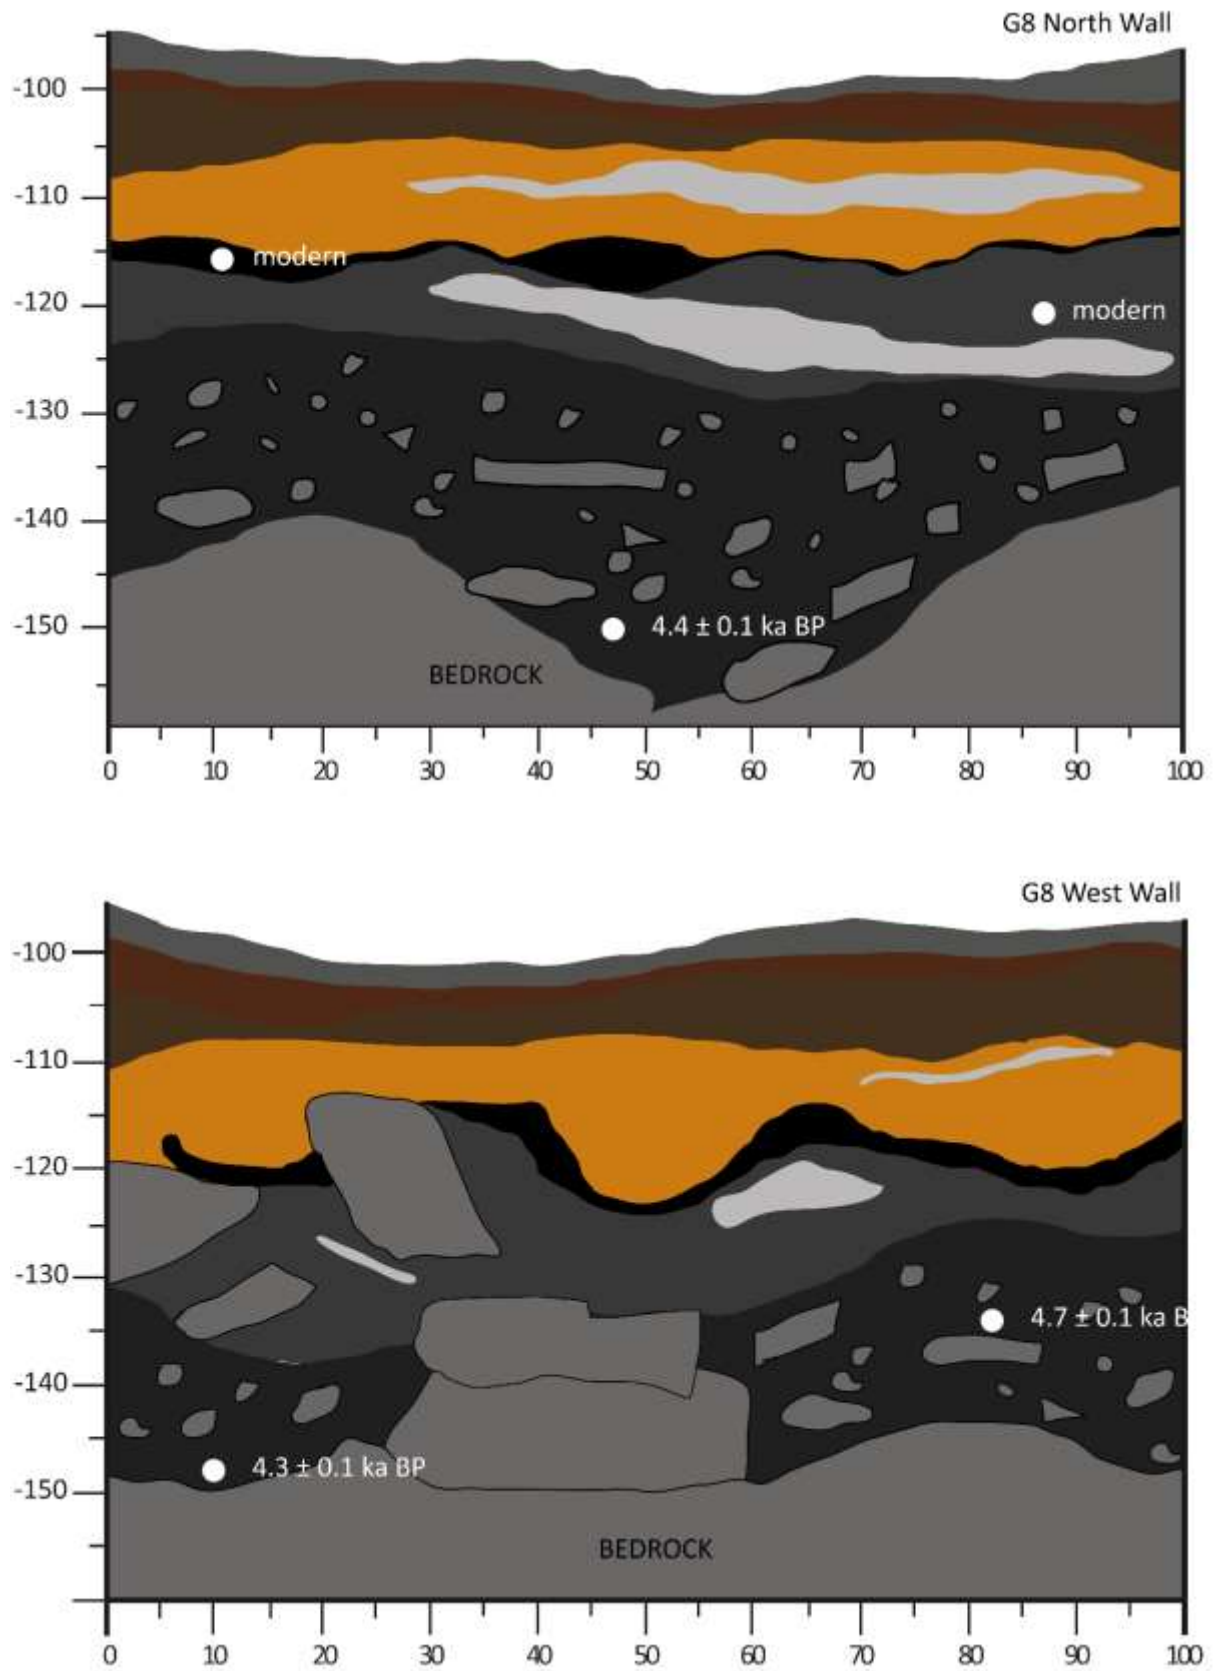 G8 North Wall
-100
-110
modern
-120
modern
-130
-140
-150
4.4 ± 0.1 ka BP
BEDROCK
0 10 20 30 40 50 60 70 80 90 100
G8 West Wall
-100
-110
-120
-130
4.7 ± 0.1 ka B
-140
4.3 ± 0.1 ka BP
-150
BEDROCK
0 10 20 30 40 50 60 70 80 90 100